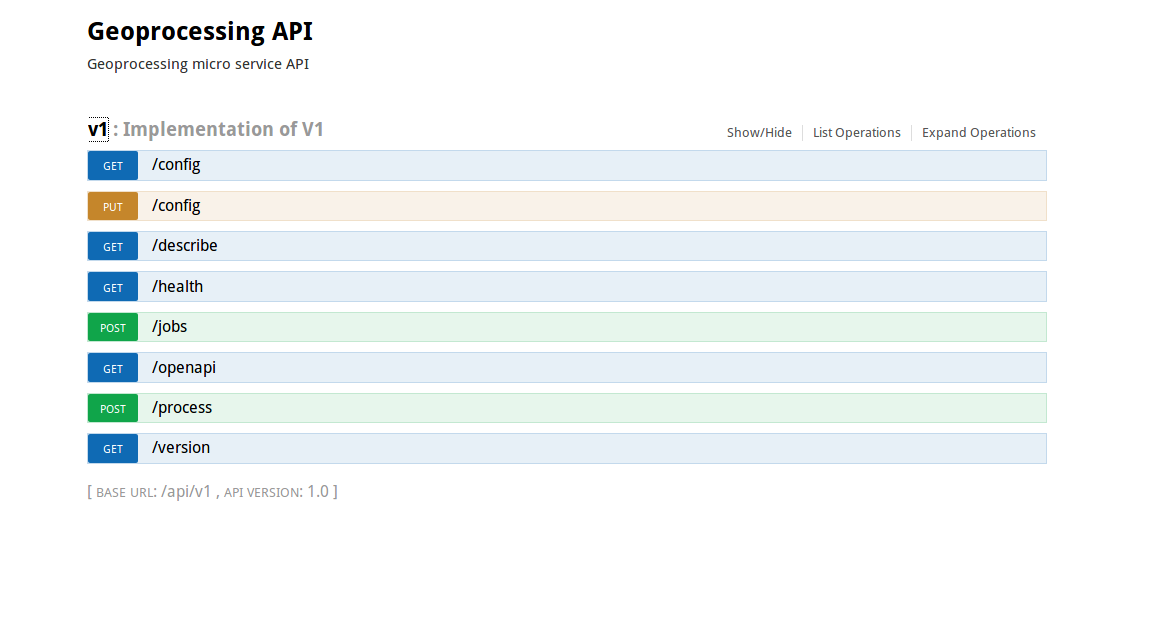 Geoprocessing API
Geoprocessing micro service API
v1 : Implementation of V1 Show/Hide List Operations Expand Operations
GET /config
PUT /config
GET /describe
GET /health
POST /jobs
GET /openapi
POST /process
GET /version
[ BASE URL: /api/v1 , API VERSION: 1.0 ]